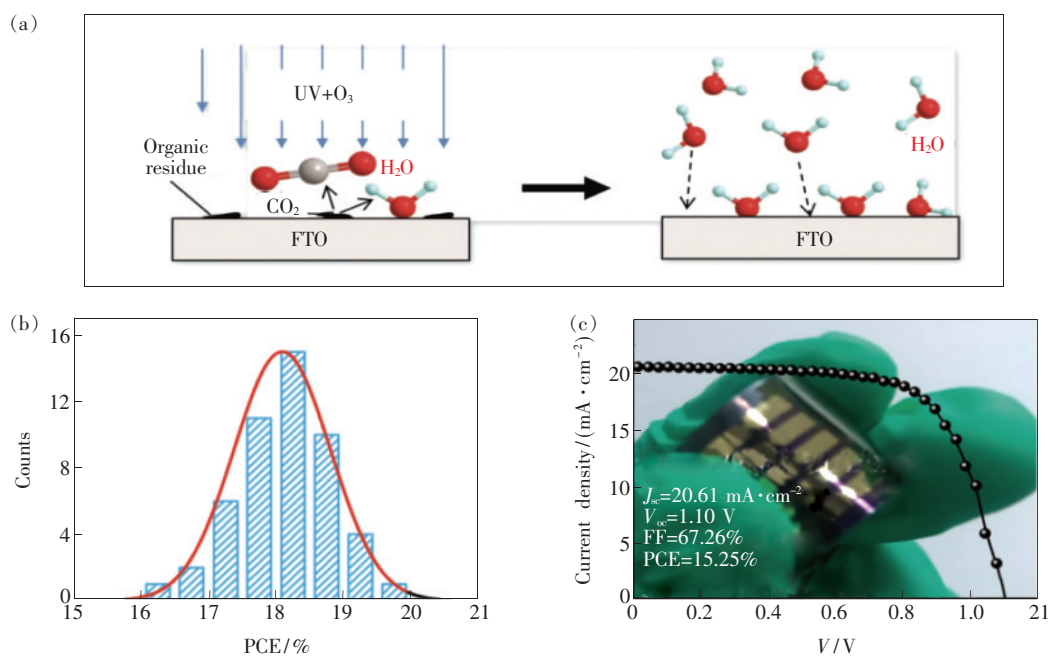 (a)
UV+O₃
Organic
residue
H₂O
CO₂
FTO
H₂O
FTO
(b)
16
12
8
4
0
Counts
15
16
17
18
19
20
21
PCE/%
(c)
20
15
10
5
0
Current density/(mA·cm⁻²)
Jsc=20.61 mA·cm⁻²
Voc=1.10 V
FF=67.26%
PCE=15.25%
0
0.2
0.4
0.6
0.8
1.0
21
V/V